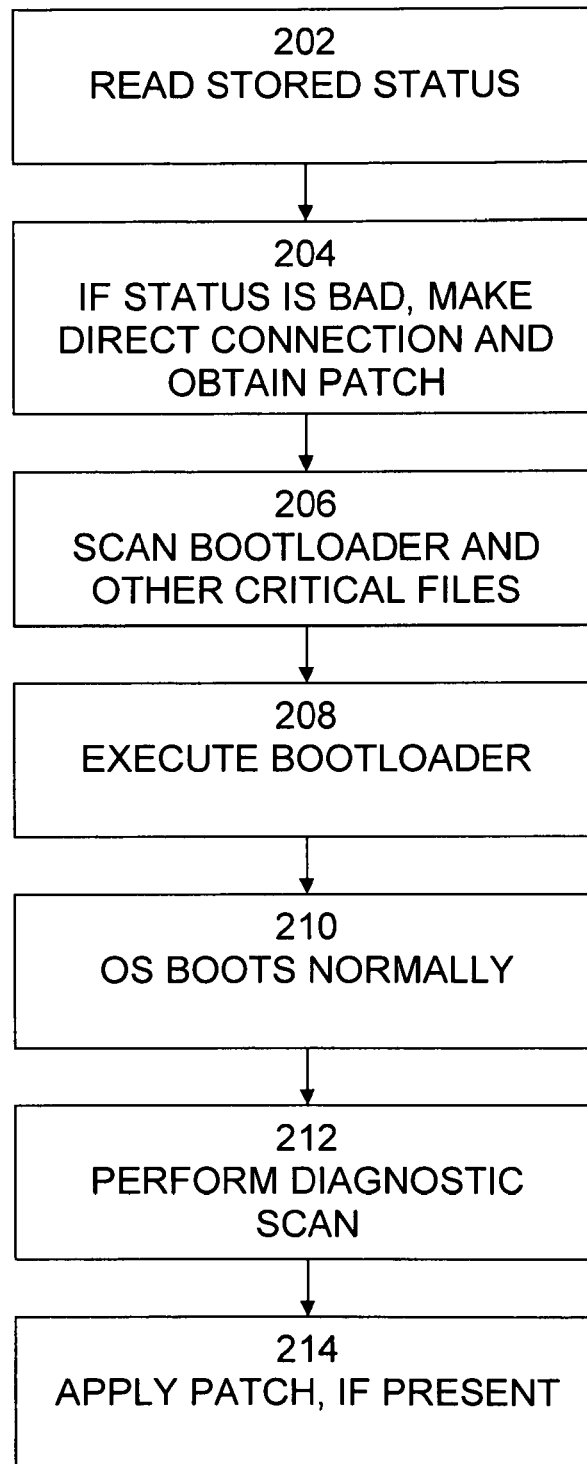 202
READ STORED STATUS
204
IF STATUS IS BAD, MAKE
DIRECT CONNECTION AND
OBTAIN PATCH
206
SCAN BOOTLOADER AND
OTHER CRITICAL FILES
208
EXECUTE BOOTLOADER
210
OS BOOTS NORMALLY
212
PERFORM DIAGNOSTIC
SCAN
214
APPLY PATCH, IF PRESENT